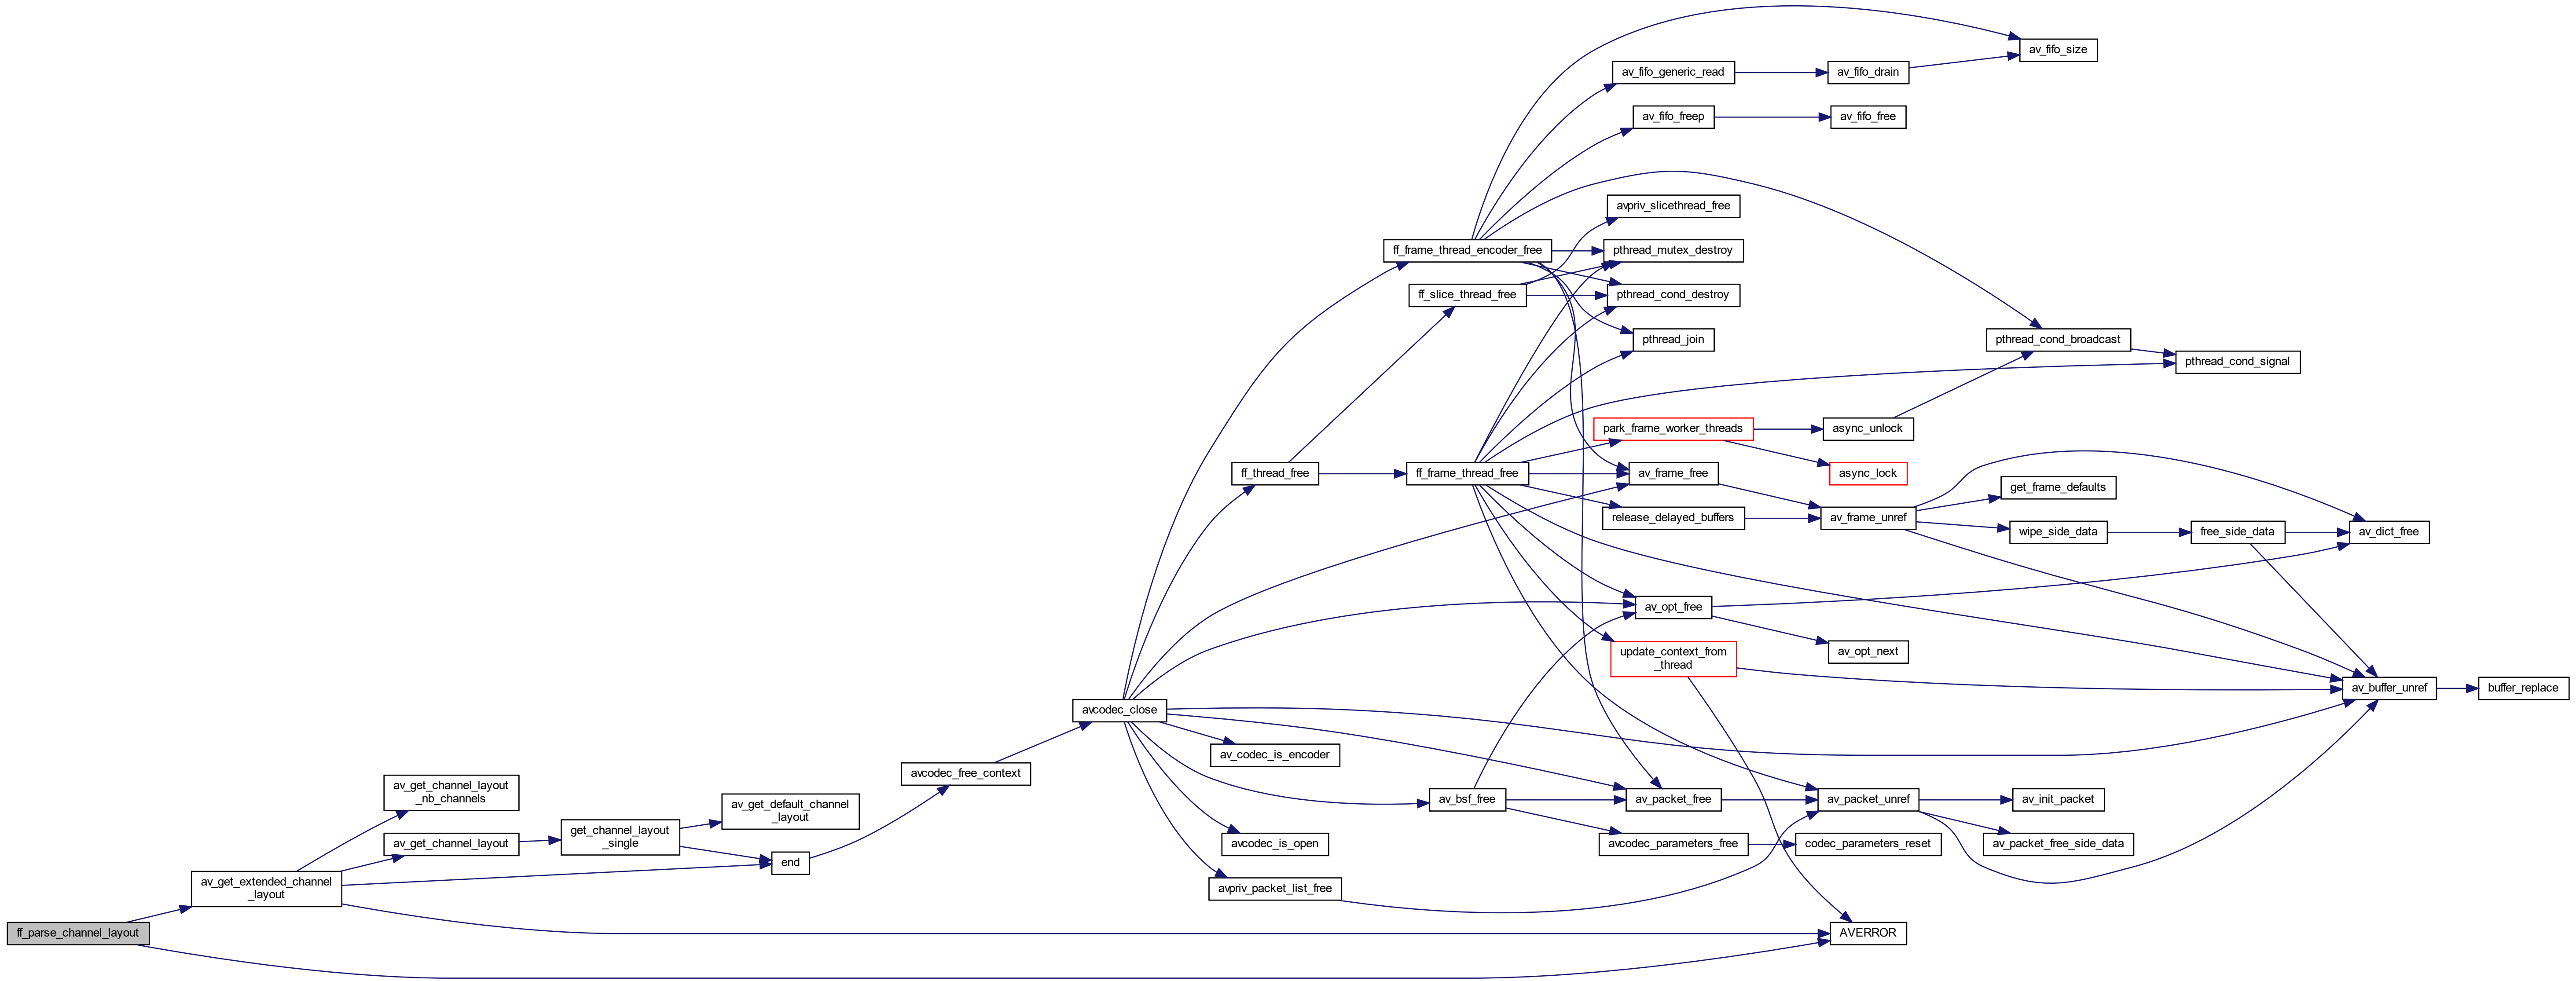 av_fifo_size
av_fifo_generic_read
av_fifo_drain
av_fifo_freep
av_fifo_free
avpriv_slicethread_free
ff_frame_thread_encoder_free
pthread_mutex_destroy
ff_slice_thread_free
pthread_cond_destroy
pthread_join
pthread_cond_broadcast
pthread_cond_signal
park_frame_worker_threads
async_unlock
ff_thread_free
ff_frame_thread_free
av_frame_free
async_lock
get_frame_defaults
release_delayed_buffers
av_frame_unref
wipe_side_data
free_side_data
av_dict_free
av_opt_free
update_context_from
_thread
av_opt_next
avcodec_close
av_buffer_unref
buffer_replace
av_codec_is_encoder
avcodec_free_context
av_get_channel_layout
_nb_channels
av_get_default_channel
_layout
av_bsf_free
av_packet_free
av_packet_unref
av_init_packet
av_get_channel_layout
get_channel_layout
_single
end
avcodec_is_open
avcodec_parameters_free
codec_parameters_reset
av_packet_free_side_data
av_get_extended_channel
_layout
avpriv_packet_list_free
ff_parse_channel_layout
AVERROR